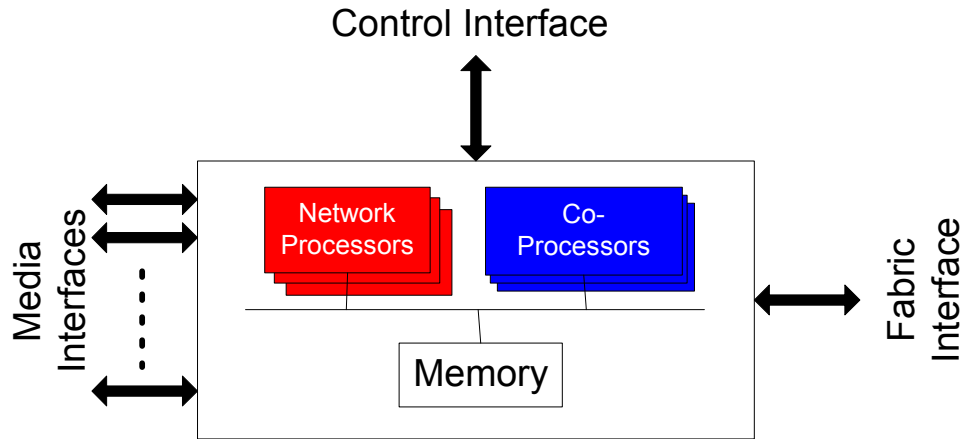 Control Interface
Network
Processors
Co-
Processors
Media
Interfaces
Fabric
Interface
Memory